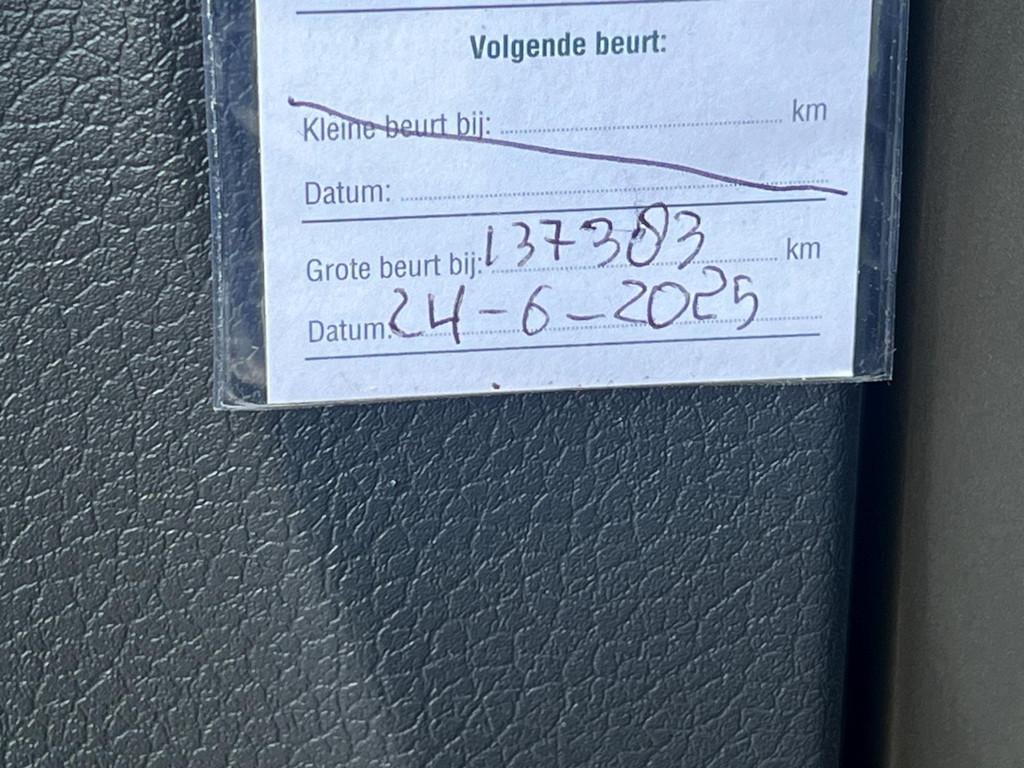 Volgende beurt:
Kleine beurt bij: km
Datum:
Grote beurt bij: 137383 km
Datum: 24-6-2025